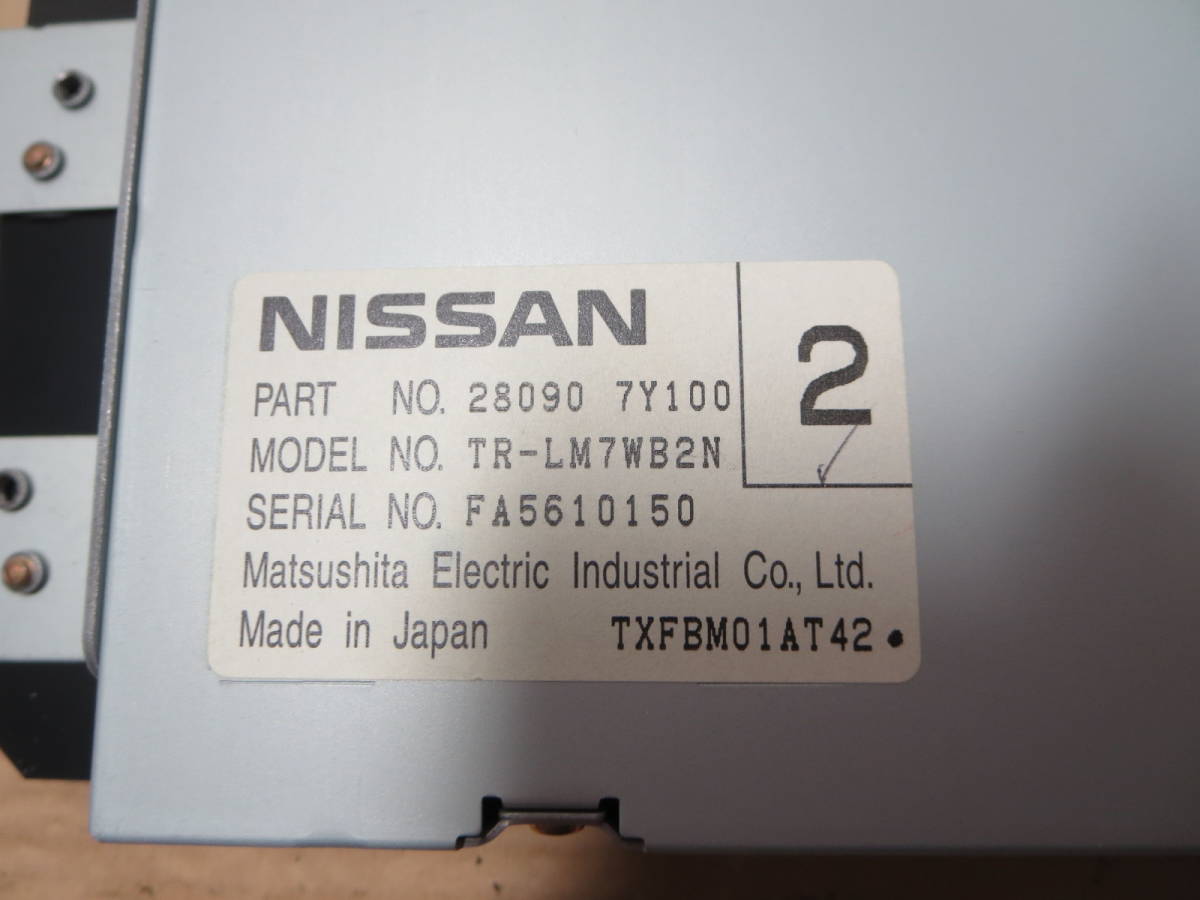 NISSAN
2
PART NO. 28090 7Y100
MODEL NO. TR-LM7WB2N
SERIAL NO. FA5610150
Matsushita Electric Industrial Co., Ltd.
Made in Japan TXFBM01AT42